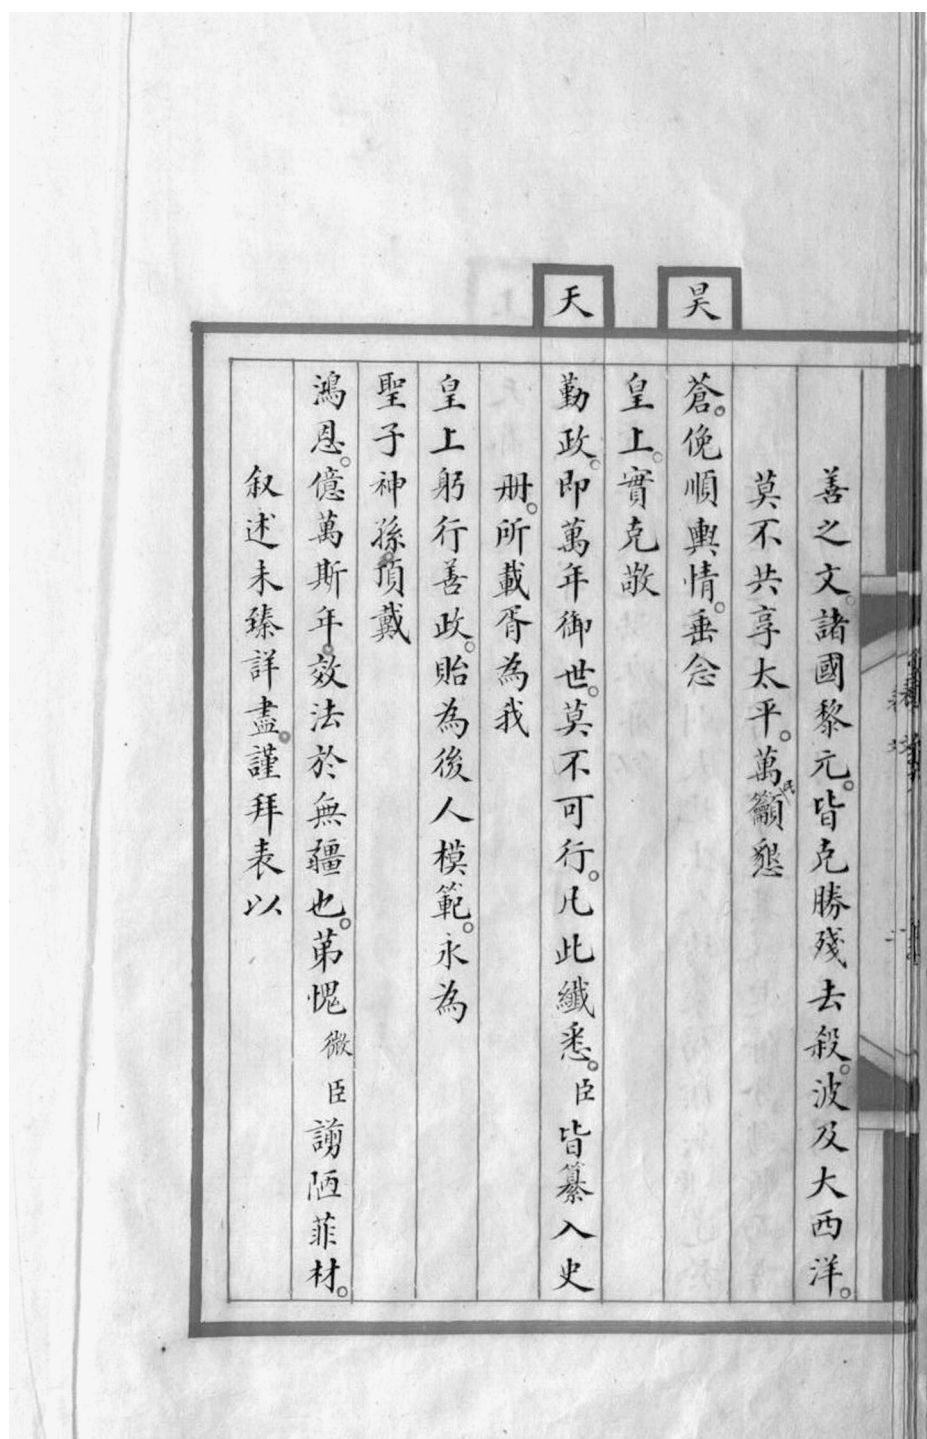 善之文。諸國黎元。皆克勝殘去殺。波及大西洋。
莫不共享太平。萬籲懇
昊蒼。俛順輿情。垂念
皇上。實克敬
天勤政。即萬年御世。莫不可行。凡此纖悉。臣皆纂入史
册。所載胥為我
皇上躬行善政。貽為後人模範。永為
聖子神孫。頂戴
鴻恩。億萬斯年。效法於無疆也。苐愧微臣謭陋菲材。
叙述未臻詳盡。謹拜表以